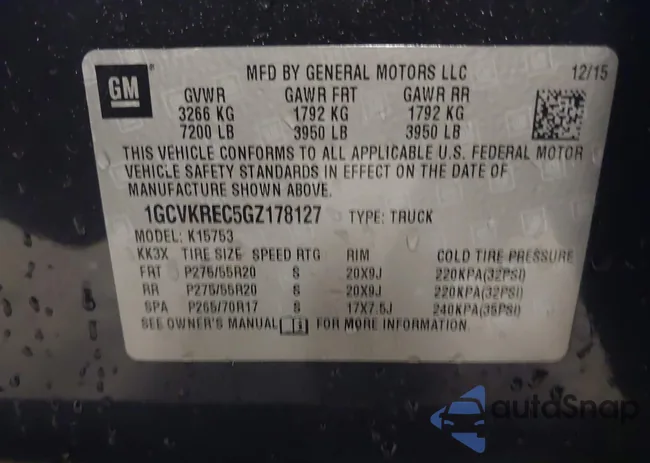 GM
MFD BY GENERAL MOTORS LLC 12/15
GVWR GAWR FRT GAWR RR
3266 KG 1792 KG 1792 KG
7200 LB 3950 LB 3950 LB
THIS VEHICLE CONFORMS TO ALL APPLICABLE U.S. FEDERAL MOTOR
VEHICLE SAFETY STANDARDS IN EFFECT ON THE DATE OF
MANUFACTURE SHOWN ABOVE.
1GCVKREC5GZ178127 TYPE: TRUCK
MODEL: K15753
KK3X TIRE SIZE SPEED RTG RIM COLD TIRE PRESSURE
FRT P275/55R20 S 20X9J 220KPA(32PSI)
RR P275/55R20 S 20X9J 220KPA(32PSI)
SPA P265/70R17 S 17X7.5J 240KPA(35PSI)
SEE OWNER'S MANUAL FOR MORE INFORMATION
autoSnap